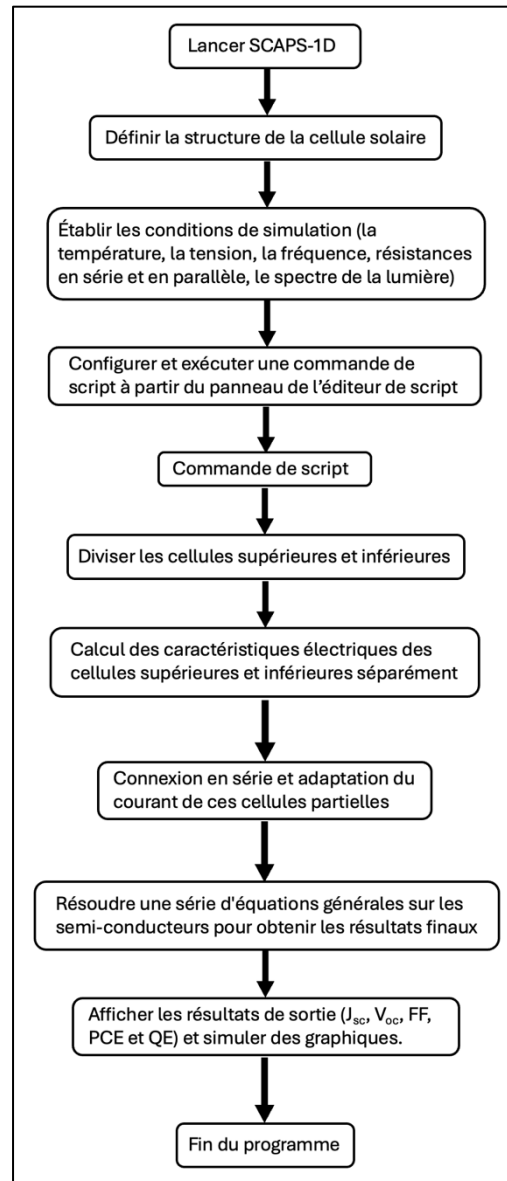 Lancer SCAPS-1D
Définir la structure de la cellule solaire
Établir les conditions de simulation (la
température, la tension, la fréquence, résistances
en série et en parallèle, le spectre de la lumière)
Configurer et exécuter une commande de
script à partir du panneau de l’éditeur de script
Commande de script
Diviser les cellules supérieures et inférieures
Calcul des caractéristiques électriques des
cellules supérieures et inférieures séparément
Connexion en série et adaptation du
courant de ces cellules partielles
Résoudre une série d'équations générales sur les
semi-conducteurs pour obtenir les résultats finaux
Afficher les résultats de sortie (Jsc, Voc, FF,
PCE et QE) et simuler des graphiques.
Fin du programme